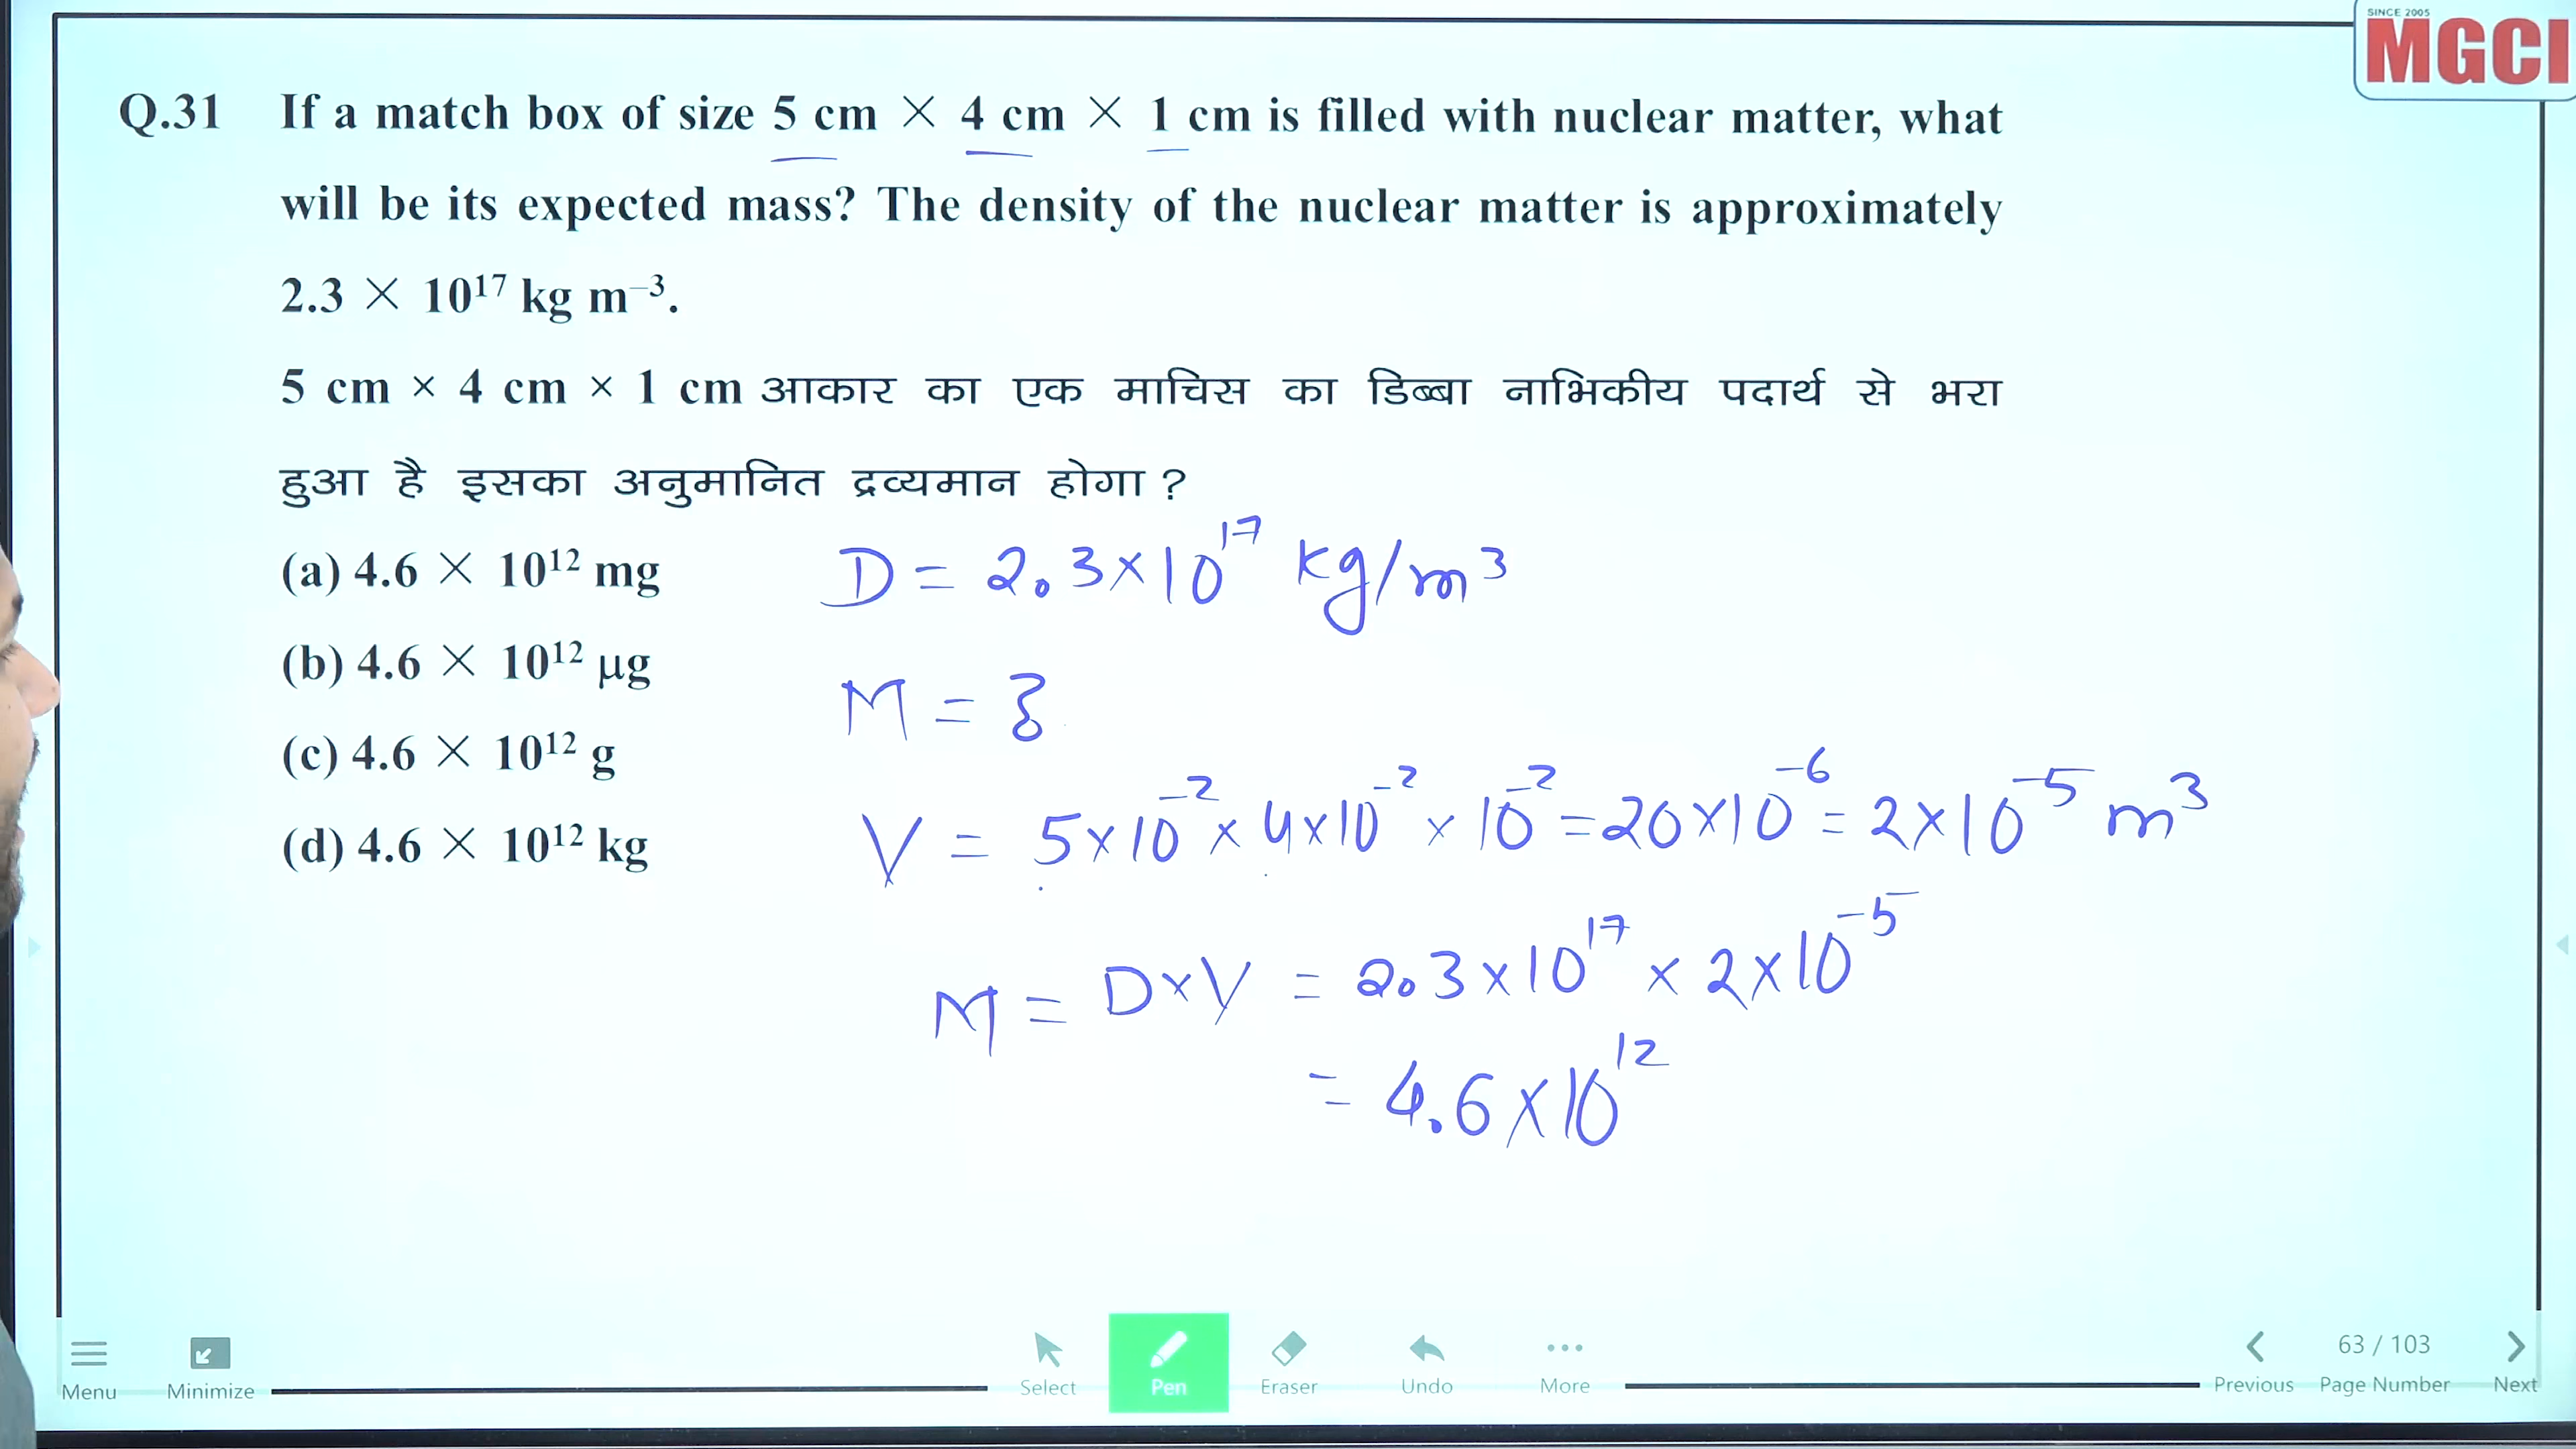 SINCE 2005
MGCI
Q.31 If a match box of size 5 cm × 4 cm × 1 cm is filled with nuclear matter, what
will be its expected mass? The density of the nuclear matter is approximately
2.3 × 10¹⁷ kg m⁻³.
5 cm × 4 cm × 1 cm आकार का एक माचिस का डिब्बा नाभिकीय पदार्थ से भरा
हुआ है इसका अनुमानित द्रव्यमान होगा ?
(a) 4.6 × 10¹² mg
(b) 4.6 × 10¹² μg
(c) 4.6 × 10¹² g
(d) 4.6 × 10¹² kg
D = 2.3×10¹⁷ kg/m³
M = ?
V = 5×10⁻² × 4×10⁻² × 10⁻² = 20×10⁻⁶ = 2×10⁻⁵ m³
M = D×V = 2.3×10¹⁷ × 2×10⁻⁵
= 4.6×10¹²
Menu
Minimize
Select
Pen
Eraser
Undo
More
Previous
63 / 103
Page Number
Next